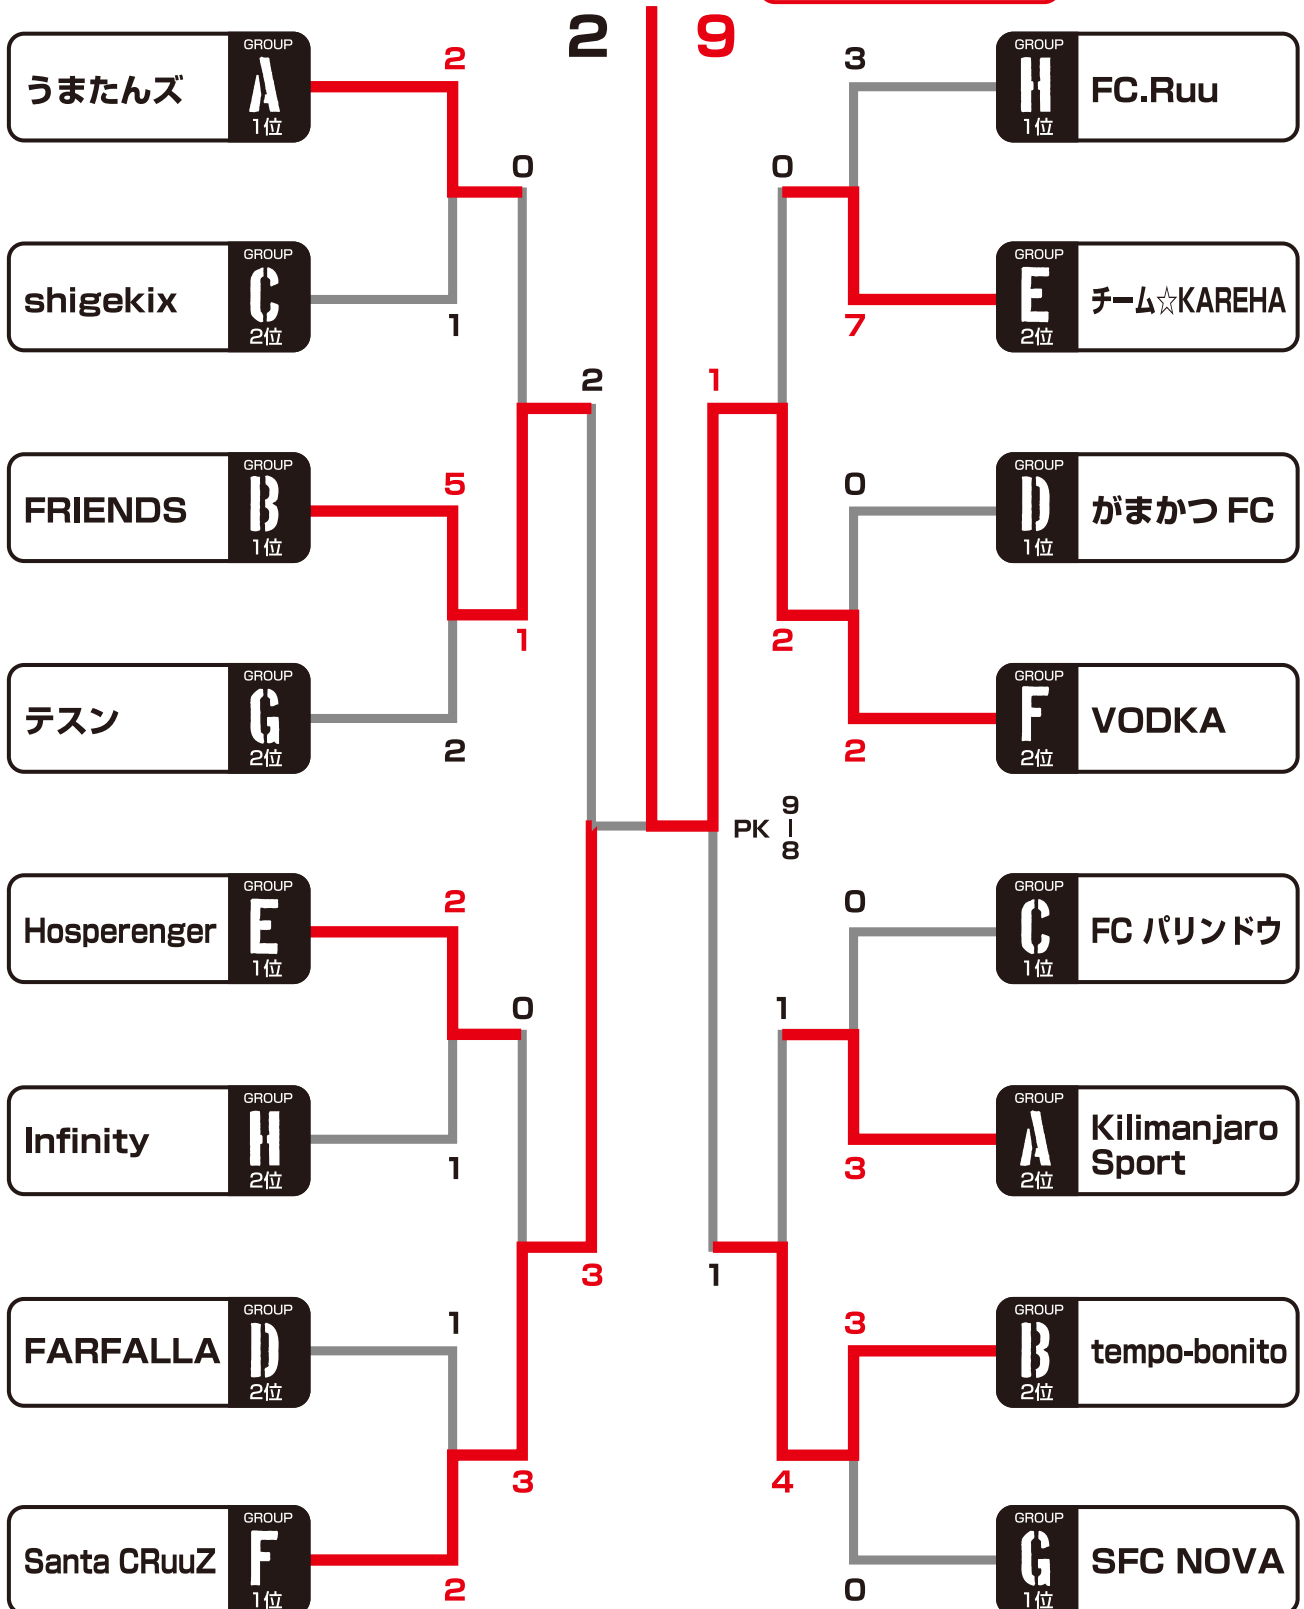 2 9
GROUP
A
1位
うまたんズ
2
3
GROUP
H
1位
FC.Ruu
0
0
GROUP
C
2位
shigekix
1
7
GROUP
E
2位
チーム☆KAREHA
2
1
GROUP
B
1位
FRIENDS
5
0
GROUP
D
1位
がまかつ FC
1
2
GROUP
G
2位
テスン
2
2
GROUP
F
2位
VODKA
PK 9-8
GROUP
E
1位
Hosperenger
2
0
GROUP
C
1位
FC パリンドウ
0
1
GROUP
H
2位
Infinity
1
3
GROUP
A
2位
Kilimanjaro
Sport
3
1
GROUP
D
2位
FARFALLA
1
3
GROUP
B
2位
tempo-bonito
3
4
GROUP
F
1位
Santa CRuuZ
2
0
GROUP
G
1位
SFC NOVA